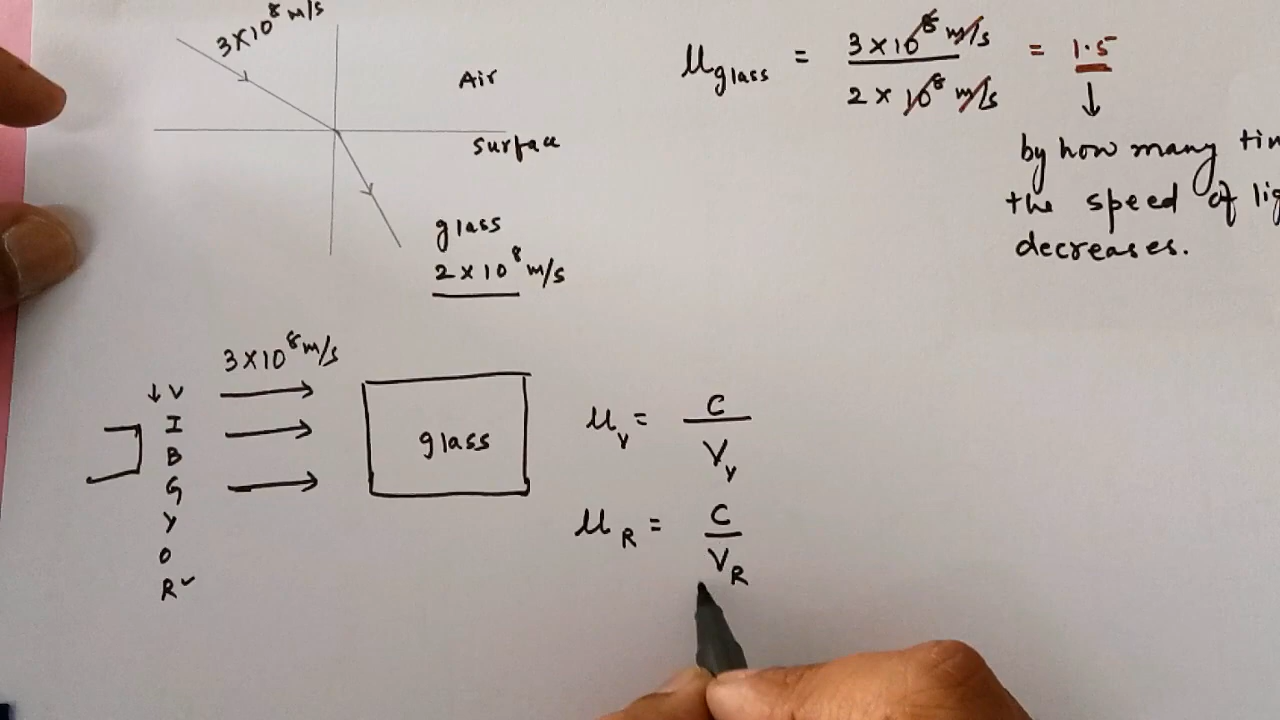 3×10⁸ m/s
Air
surface
glass
2×10⁸ m/s
μglass = 3×10⁸ m/s / 2×10⁸ m/s = 1.5
↓
by how many
the speed of
decreases.
3×10⁸ m/s
↓ V
I
B
G
Y
O
R ✓
glass
μᵥ = C / Vᵥ
μR = C / VR